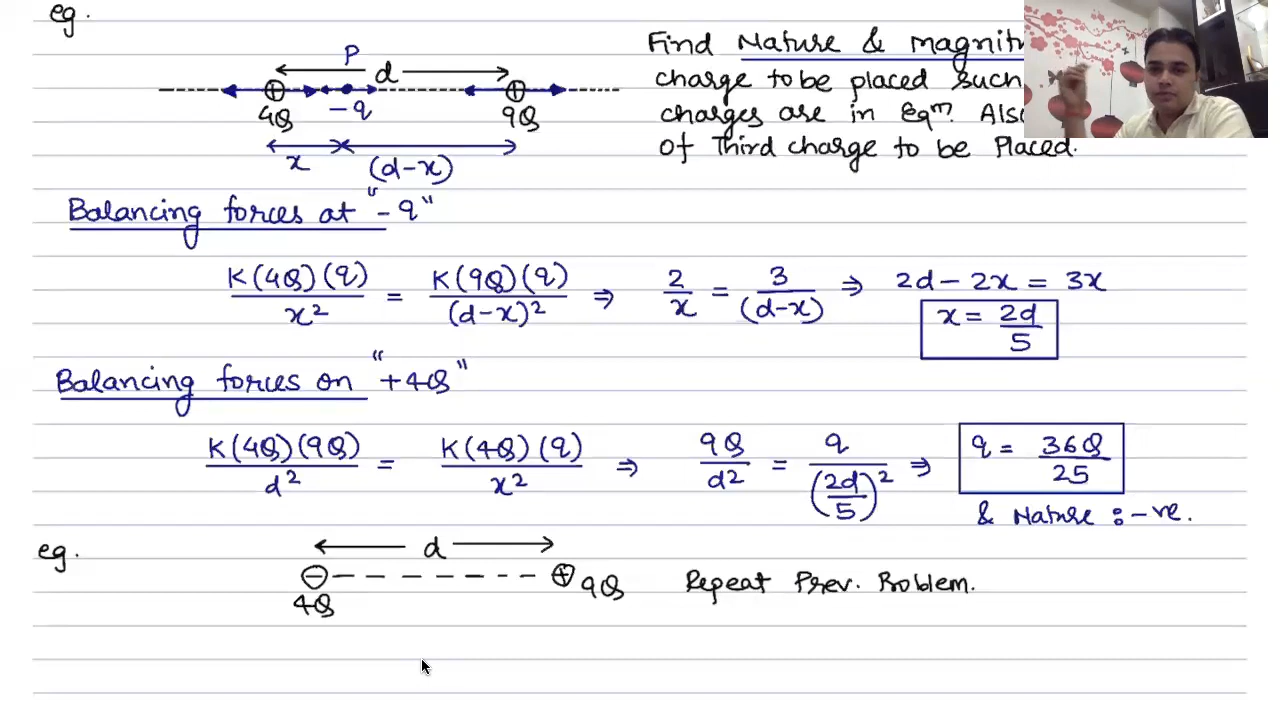 eg.
P
d
+ + 
4Q -q 9Q
x (d-x)
Find Nature &
charge to be placed such
charges are in Eqm. Also
of Third charge to be Placed.
Balancing forces at "-q"
K(4Q)(q)/x² = K(9Q)(q)/(d-x)² ⇒ 2/x = 3/(d-x) ⇒ 2d - 2x = 3x
x = 2d/5
Balancing forces on "+4Q"
K(4Q)(9Q)/d² = K(4Q)(q)/x² ⇒ 9Q/d² = q/(2d/5)² ⇒ q = 36Q/25
& Nature :- ve.
eg.
d
- + 9Q Repeat Prev. Problem.
4Q